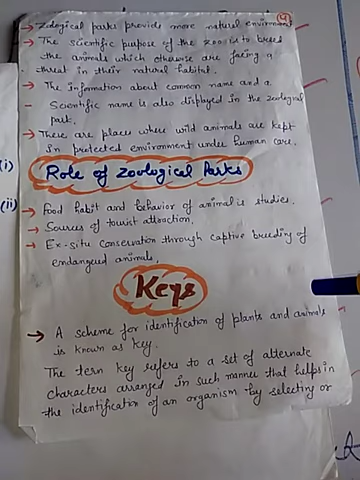 (4)
→ Zological parks provide more natural enviornment
→ The scientific purpose of the zoo is to breed
the animals which otherwise are facing a
threat in their natural habitat.
→ The information about common name and a
- Scientific name is also displayed in the zoological
park.
→ These are places where wild animals are kept
in protected environment under human care.
(i)
Role of Zoological Parks
(ii)
→ Food habit and behavior of animal is studies.
→ Sources of tourist attraction.
→ Ex-situ conservation through captive breeding of
endangered animals.
Keys
→ A scheme for identification of plants and animals
is known as key.
The term key refers to a set of alternate
characters arranged in such manner that helps in
the identification of an organism by selecting or